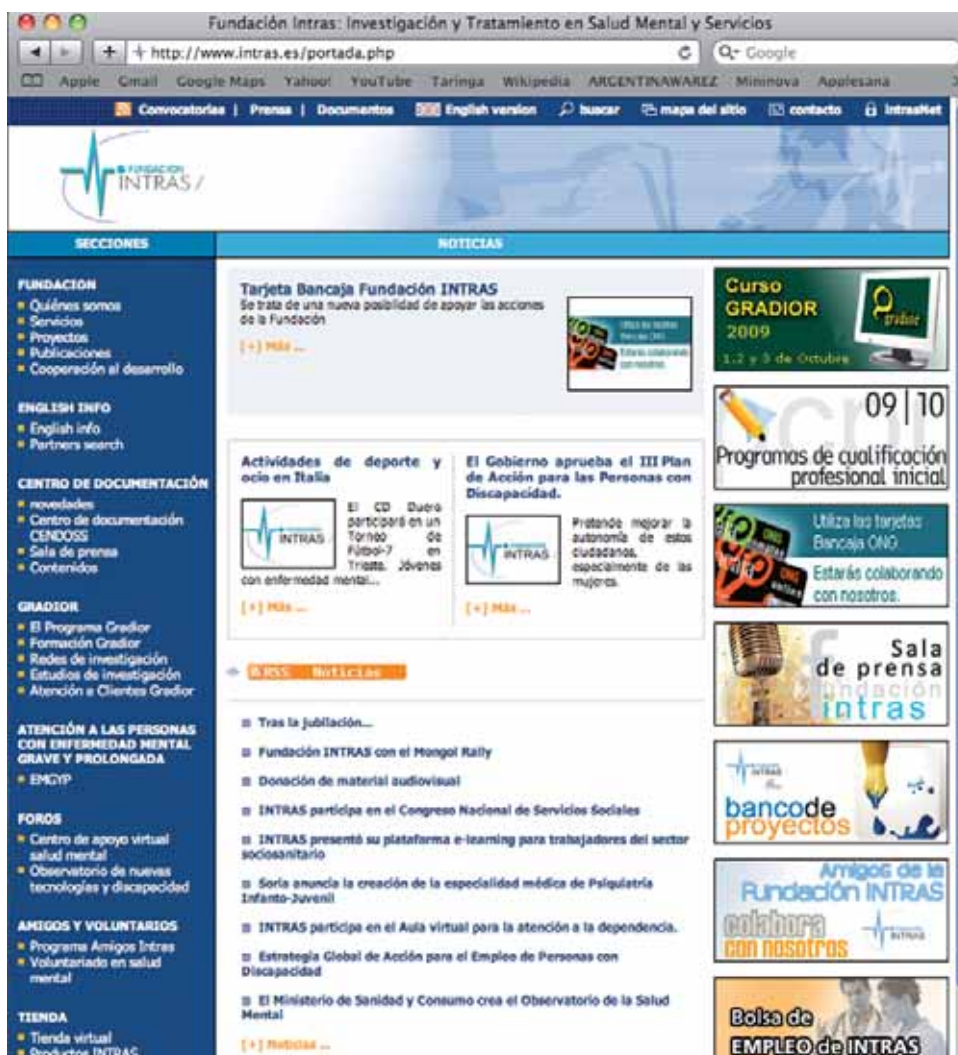 Fundación Intras: Investigación y Tratamiento en Salud Mental y Servicios
http://www.intras.es/portada.php
Google
Apple Gmail Google Maps Yahoo! YouTube Taringa Wikipedia ARGENTINAWAREZ Mininova Applesana
Convocatorias | Prensa | Documentos English version buscar mapa del sitio contacto IntrasNet
FUNDACION
INTRAS
SECCIONES
NOTICIAS
FUNDACION
Quiénes somos
Servicios
Proyectos
Publicaciones
Cooperación al desarrollo
ENGLISH INFO
English info
Partners search
CENTRO DE DOCUMENTACIÓN
novedades
Centro de documentación
CENDOSS
Sala de prensa
Contenidos
GRADIOR
El Programa Gradior
Formación Gradior
Redes de investigación
Estudios de investigación
Atención a Clientes Gradior
ATENCIÓN A LAS PERSONAS
CON ENFERMEDAD MENTAL
GRAVE Y PROLONGADA
EMGYP
FOROS
Centro de apoyo virtual
salud mental
Observatorio de nuevas
tecnologías y discapacidad
AMIGOS Y VOLUNTARIOS
Programa Amigos Intras
Voluntariado en salud
mental
TIENDA
Tienda virtual
Productos INTRAS
Tarjeta Bancaja Fundación INTRAS
Se trata de una nueva posibilidad de apoyar las acciones
de la Fundación
[+] Más ...
Utiliza las tarjetas
Bancaja ONG
Estarás colaborando
con nosotros.
Actividades de deporte y
ocio en Italia
INTRAS
El CD Duero
participará en un
Torneo de
Fútbol-7 en
Trieste. Jóvenes
con enfermedad mental...
[+] Más ...
El Gobierno aprueba el III Plan
de Acción para las Personas con
Discapacidad.
INTRAS
Pretende mejorar la
autonomía de estos
ciudadanos,
especialmente de las
mujeres.
[+] Más ...
RSS Noticias
Tras la jubilación...
Fundación INTRAS con el Mongol Rally
Donación de material audiovisual
INTRAS participa en el Congreso Nacional de Servicios Sociales
INTRAS presentó su plataforma e-learning para trabajadores del sector
sociosanitario
Soria anuncia la creación de la especialidad médica de Psiquiatría
Infanto-Juvenil
INTRAS participa en el Aula virtual para la atención a la dependencia.
Estrategia Global de Acción para el Empleo de Personas con
Discapacidad
El Ministerio de Sanidad y Consumo crea el Observatorio de la Salud
Mental
[+] Noticias ...
Curso
GRADIOR
2009
1,2 y 3 de Octubre
gradior
09|10
Programas de cualificación
profesional inicial
Utiliza las tarjetas
Bancaja ONG
Estarás colaborando
con nosotros.
Sala
de prensa
fundación
intras
INTRAS
bancode
proyectos
Amigos de la
Fundación INTRAS
colabora
con nosotros
INTRAS
Bolsa de
EMPLEO de INTRAS